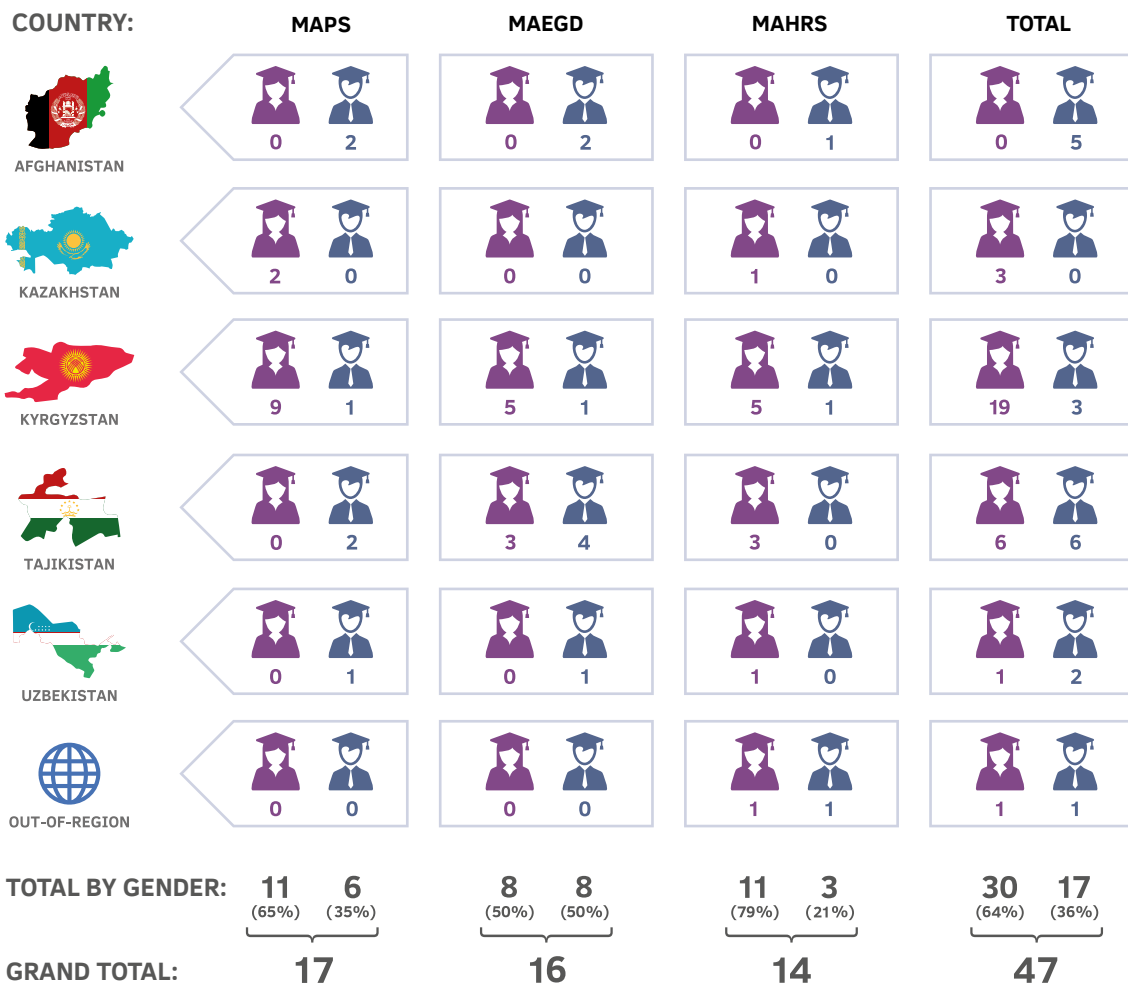 COUNTRY: MAPS MAEGD MAHRS TOTAL
0 2 0 2 0 1 0 5
AFGHANISTAN
2 0 0 0 1 0 3 0
KAZAKHSTAN
9 1 5 1 5 1 19 3
KYRGYZSTAN
0 2 3 4 3 0 6 6
TAJIKISTAN
0 1 0 1 1 0 1 2
UZBEKISTAN
0 0 0 0 1 1 1 1
OUT-OF-REGION
TOTAL BY GENDER: 11 6 8 8 11 3 30 17
(65%) (35%) (50%) (50%) (79%) (21%) (64%) (36%)
GRAND TOTAL: 17 16 14 47